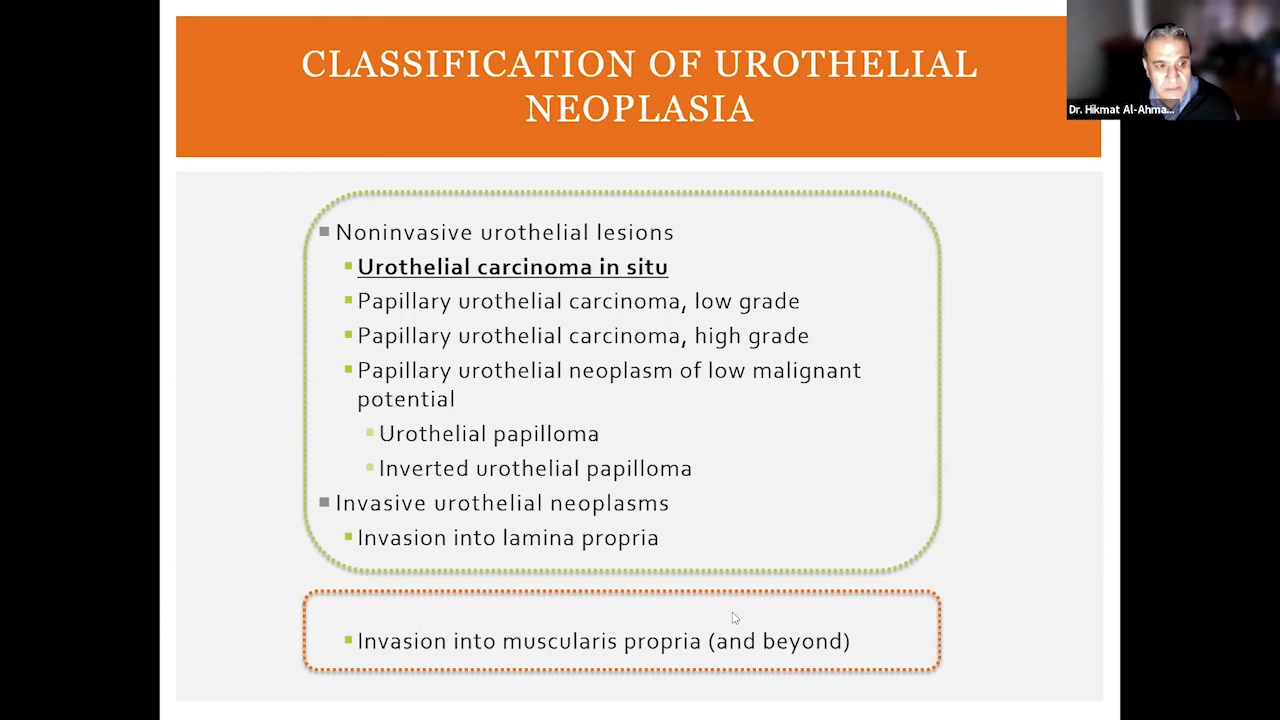 CLASSIFICATION OF UROTHELIAL
NEOPLASIA
Dr. Hikmat Al-Ahma...
Noninvasive urothelial lesions
Urothelial carcinoma in situ
Papillary urothelial carcinoma, low grade
Papillary urothelial carcinoma, high grade
Papillary urothelial neoplasm of low malignant
potential
Urothelial papilloma
Inverted urothelial papilloma
Invasive urothelial neoplasms
Invasion into lamina propria
Invasion into muscularis propria (and beyond)